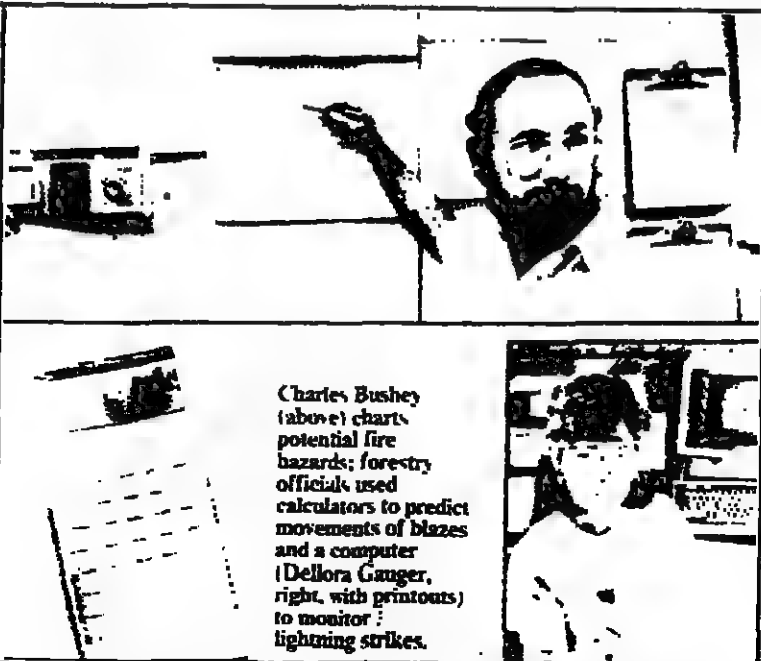 Charles Bushey
(above) charts
potential fire
hazards; forestry
officials used
calculators to predict
movements of blazes
and a computer
(Dellora Gauger,
right, with printouts)
to monitor
lightning strikes.